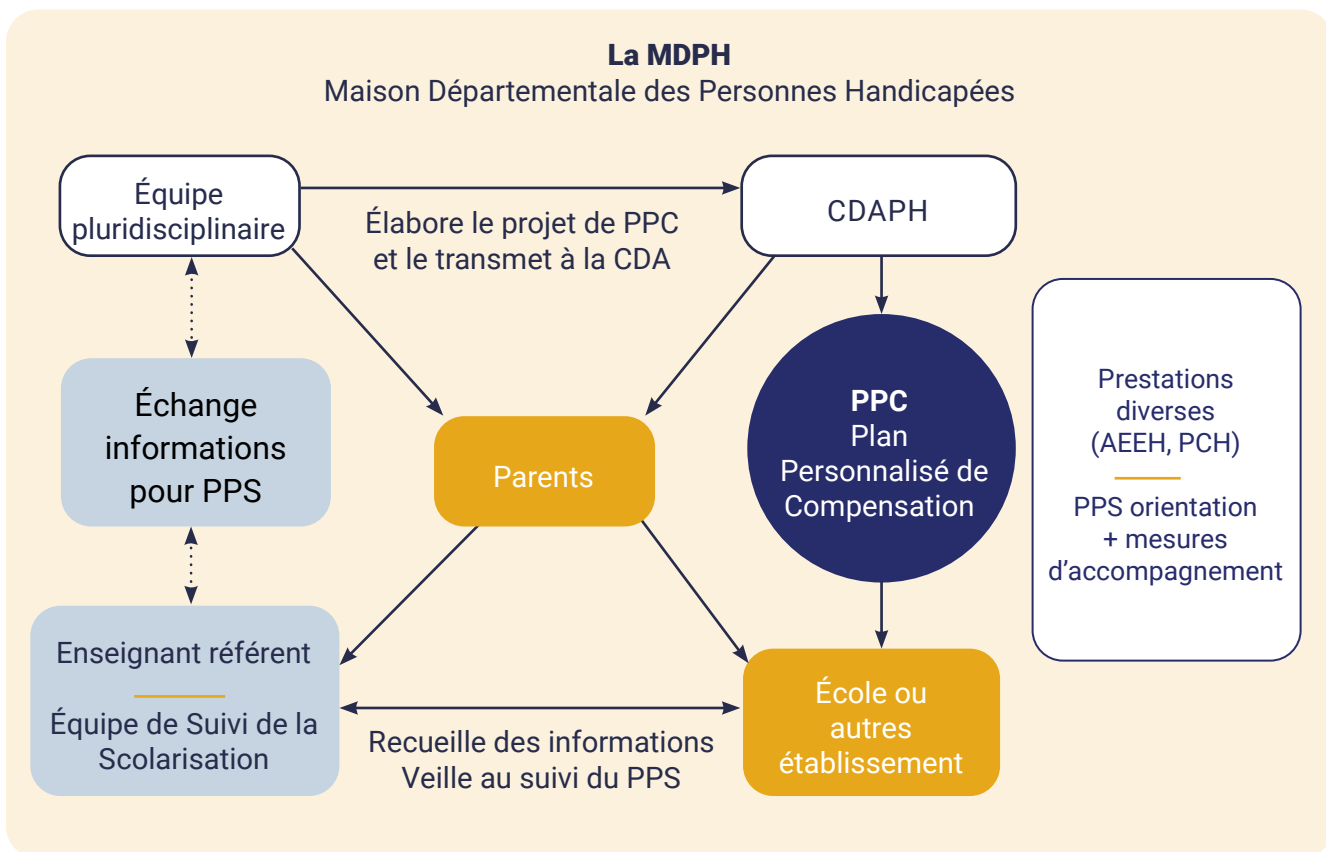 La MDPH
Maison Départementale des Personnes Handicapées
Équipe
pluridisciplinaire
Élabore le projet de PPC
et le transmet à la CDA
CDAPH
Échange
informations
pour PPS
Parents
PPC
Plan
Personnalisé de
Compensation
Prestations
diverses
(AEEH, PCH)
PPS orientation
+ mesures
d’accompagnement
Enseignant référent
Équipe de Suivi de la
Scolarisation
Recueille des informations
Veille au suivi du PPS
École ou
autres
établissement